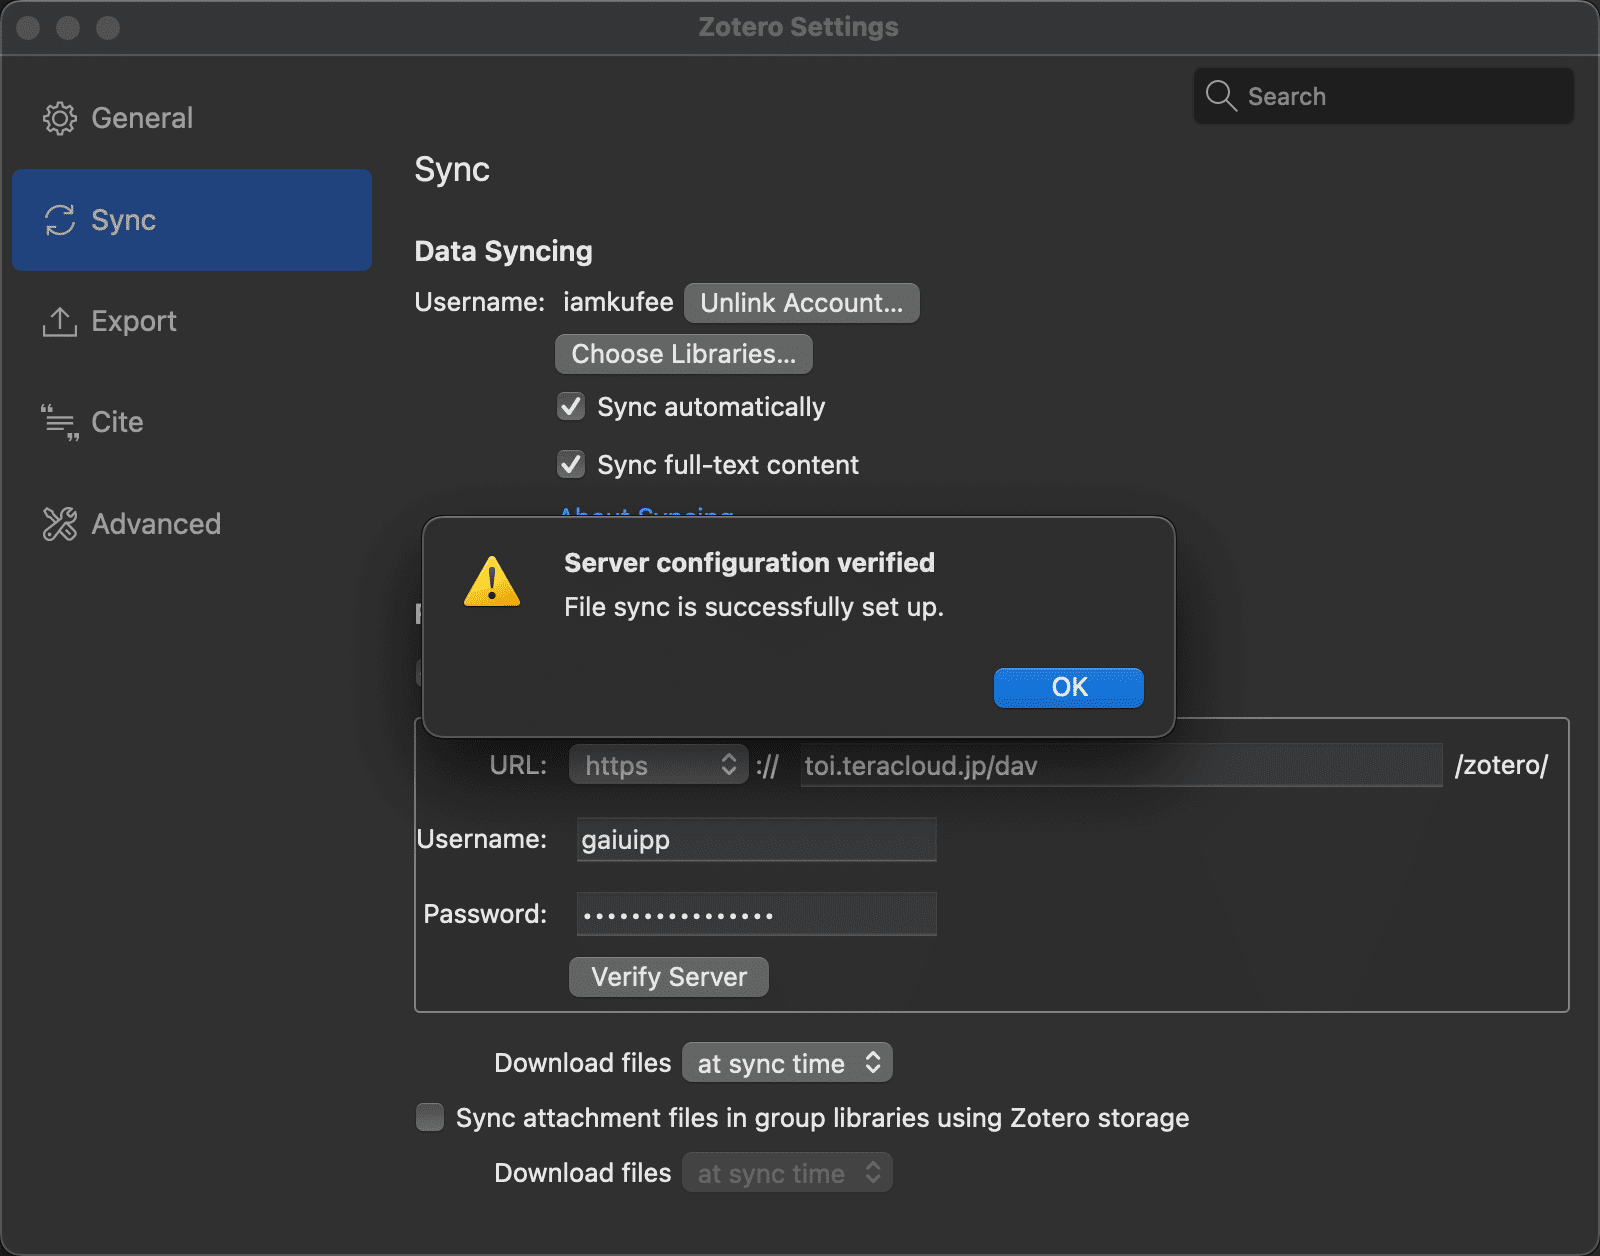 Zotero Settings
Search
General
Sync
Export
Cite
Advanced
Sync
Data Syncing
Username: iamkufee Unlink Account...
Choose Libraries...
Sync automatically
Sync full-text content
About Syncing
Server configuration verified
File sync is successfully set up.
OK
URL: https :// toi.teracloud.jp/dav /zotero/
Username: gaiuipp
Password: ••••••••••••••••
Verify Server
Download files at sync time
Sync attachment files in group libraries using Zotero storage
Download files at sync time